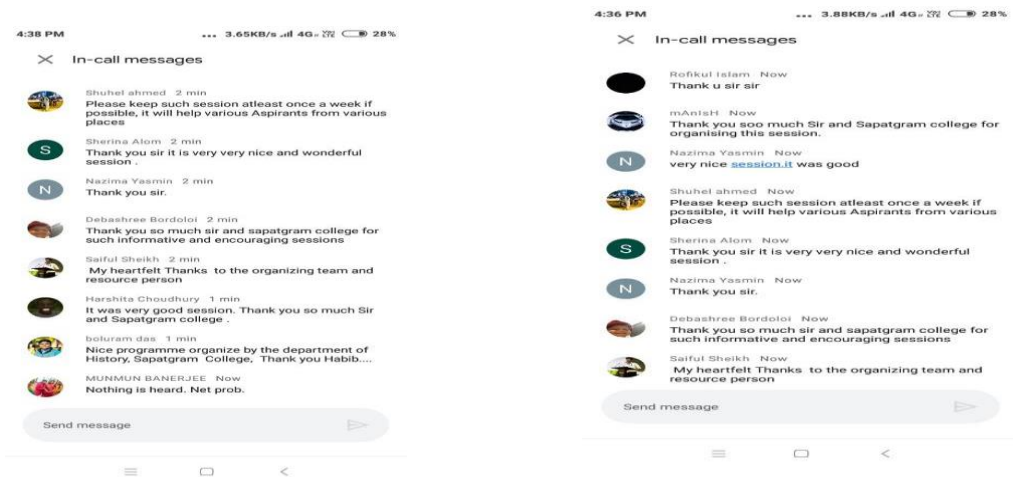 4:38 PM
... 3.65KB/s 4G 28%
In-call messages
Shuhel ahmed 2 min
Please keep such session atleast once a week if
possible, it will help various Aspirants from various
places
S
Sherina Alom 2 min
Thank you sir it is very very nice and wonderful
session .
N
Nazima Yasmin 2 min
Thank you sir.
Debashree Bordoloi 2 min
Thank you so much sir and sapatgram college for
such informative and encouraging sessions
Saiful Sheikh 2 min
My heartfelt Thanks to the organizing team and
resource person
Harshita Choudhury 1 min
It was very good session. Thank you so much Sir
and Sapatgram college .
boluram das 1 min
Nice programme organize by the department of
History, Sapatgram College, Thank you Habib....
MUNMUN BANERJEE Now
Nothing is heard. Net prob.
Send message
4:36 PM
... 3.88KB/s 4G 28%
In-call messages
Rofikul islam Now
Thank u sir sir
mAnIsH Now
Thank you soo much Sir and Sapatgram college for
organising this session.
N
Nazima Yasmin Now
very nice session.it was good
Shuhel ahmed Now
Please keep such session atleast once a week if
possible, it will help various Aspirants from various
places
S
Sherina Alom Now
Thank you sir it is very very nice and wonderful
session .
N
Nazima Yasmin Now
Thank you sir.
Debashree Bordoloi Now
Thank you so much sir and sapatgram college for
such informative and encouraging sessions
Saiful Sheikh Now
My heartfelt Thanks to the organizing team and
resource person
Send message